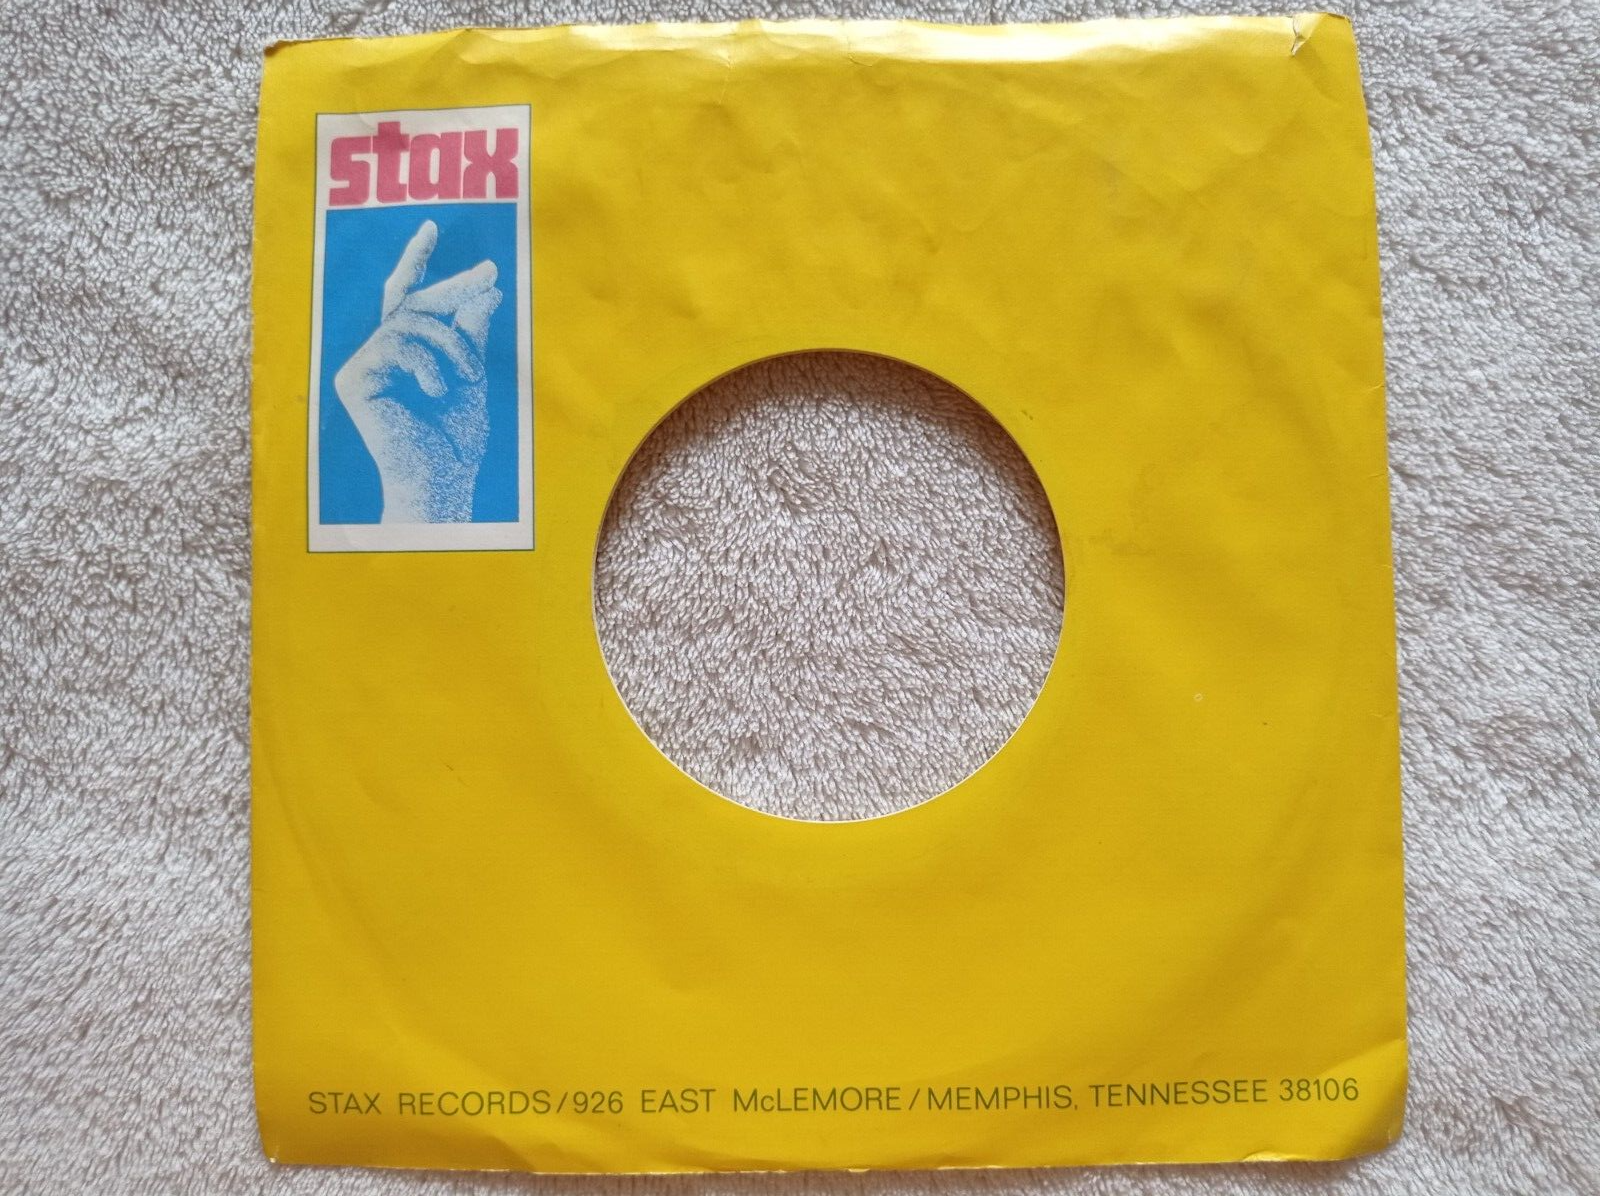 stax
STAX RECORDS/926 EAST McLEMORE/MEMPHIS, TENNESSEE 38106